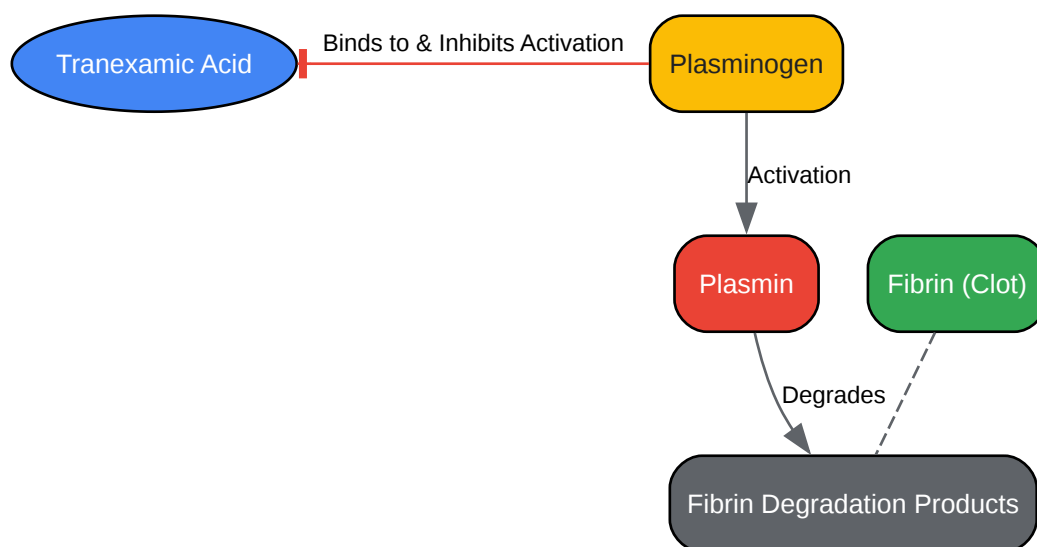 Binds to & Inhibits Activation
Tranexamic Acid
Plasminogen
Activation
Plasmin
Fibrin (Clot)
Degrades
Fibrin Degradation Products